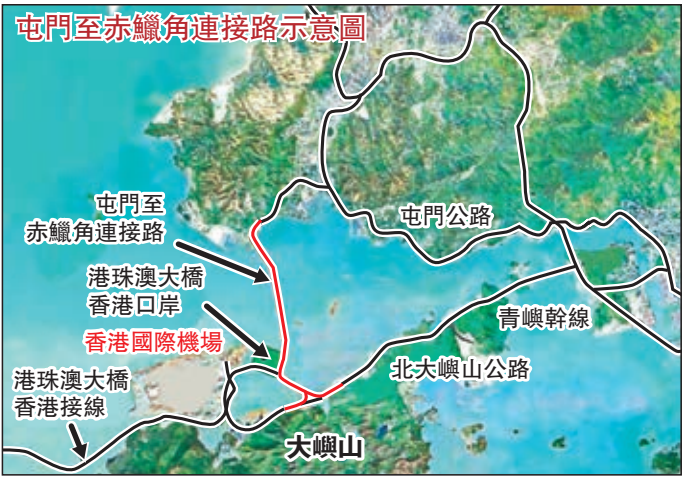 屯門至赤鱲角連接路示意圖
屯門至
赤鱲角連接路
屯門公路
港珠澳大橋
香港口岸
青嶼幹線
香港國際機場
北大嶼山公路
港珠澳大橋
香港接線
大嶼山